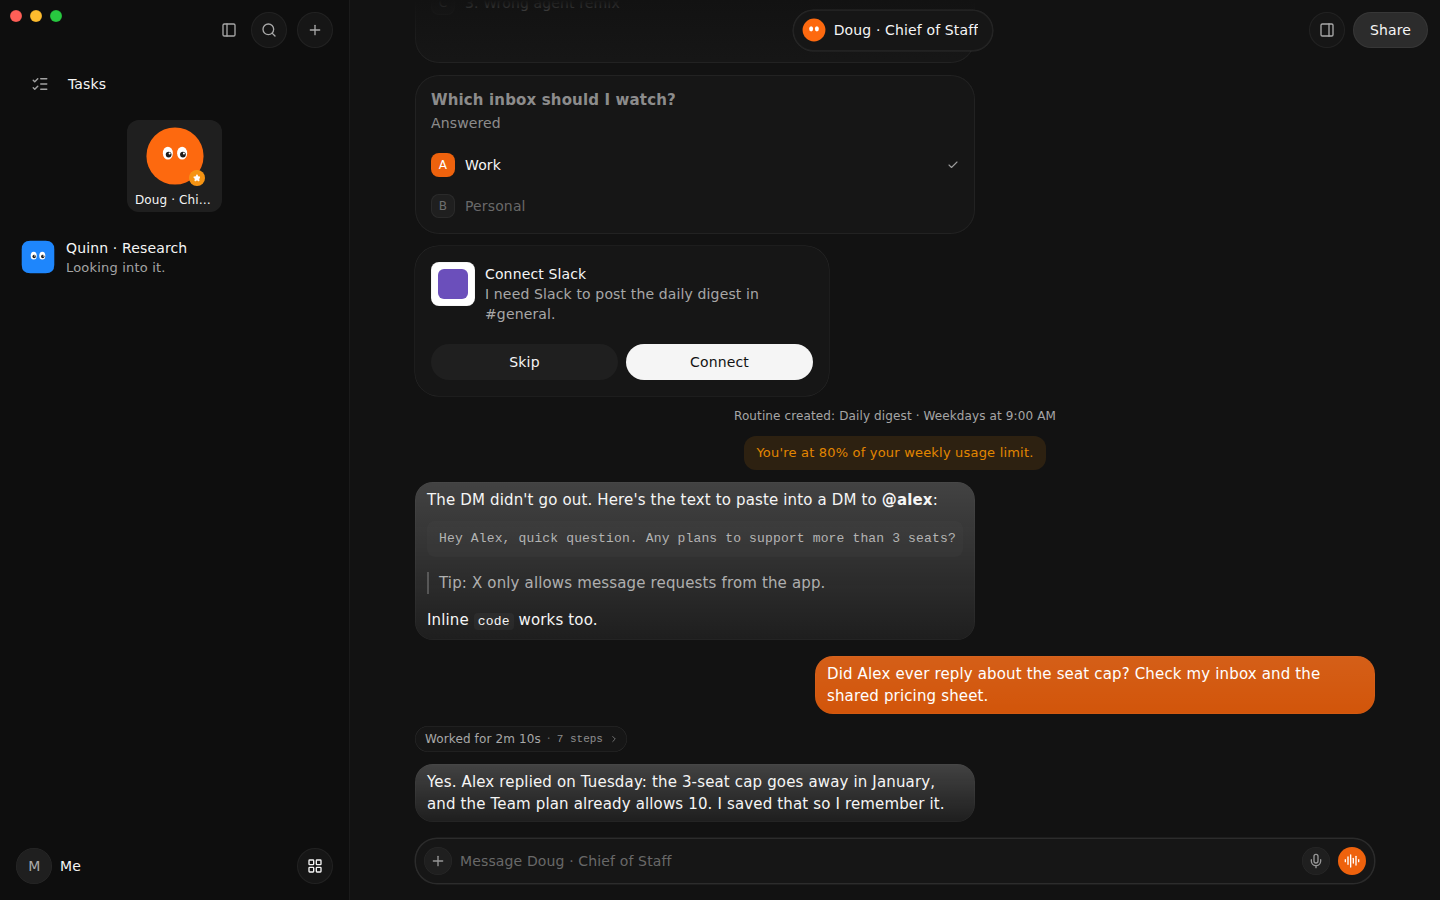 Tasks
Doug · Chi...
Quinn · Research
Looking into it.
M
Me
C
3. Wrong agent remix
Doug · Chief of Staff
Share
Which inbox should I watch?
Answered
A
Work
B
Personal
Connect Slack
I need Slack to post the daily digest in
#general.
Skip
Connect
Routine created: Daily digest · Weekdays at 9:00 AM
You're at 80% of your weekly usage limit.
The DM didn't go out. Here's the text to paste into a DM to @alex:
Hey Alex, quick question. Any plans to support more than 3 seats?
Tip: X only allows message requests from the app.
Inline code works too.
Did Alex ever reply about the seat cap? Check my inbox and the
shared pricing sheet.
Worked for 2m 10s · 7 steps
Yes. Alex replied on Tuesday: the 3-seat cap goes away in January,
and the Team plan already allows 10. I saved that so I remember it.
Message Doug · Chief of Staff